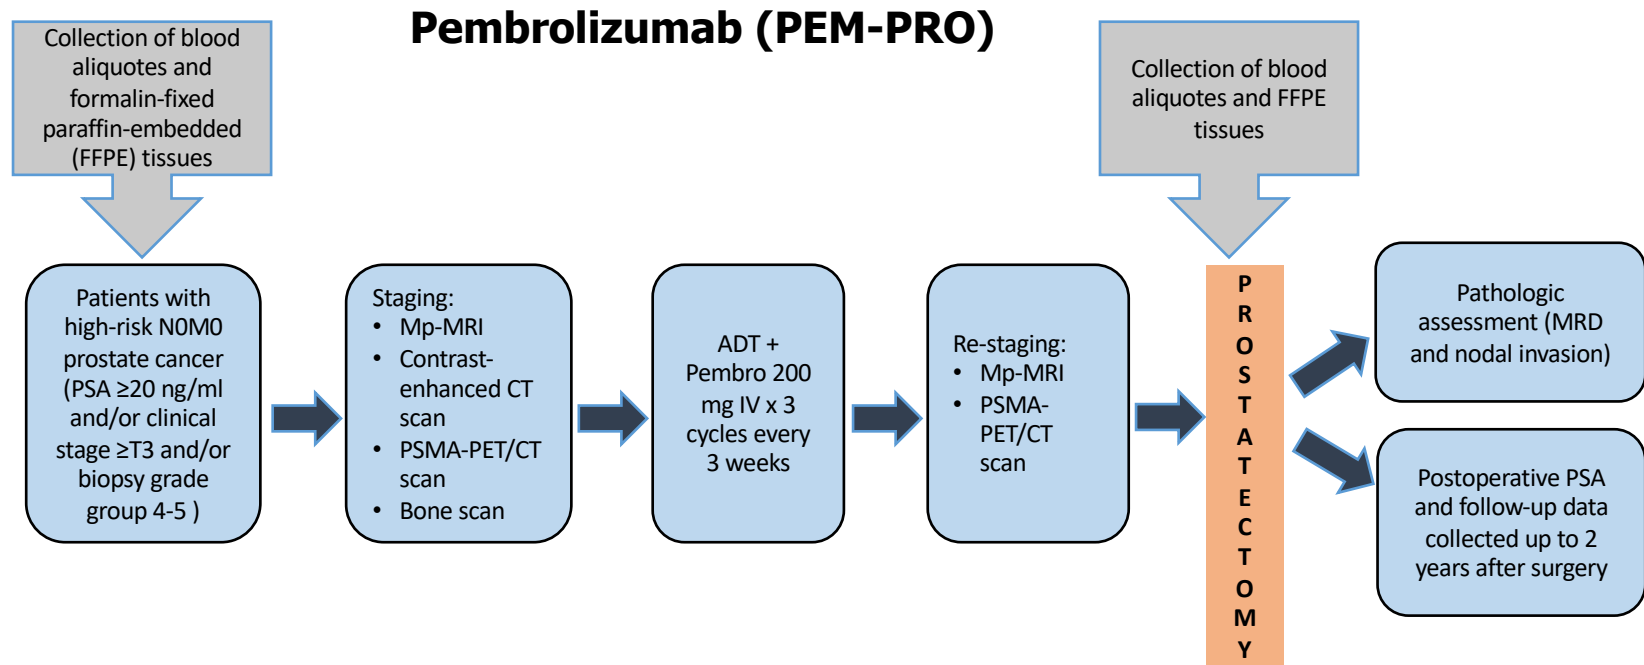 Pembrolizumab (PEM-PRO)
Collection of blood
aliquotes and
formalin-fixed
paraffin-embedded
(FFPE) tissues
Collection of blood
aliquotes and FFPE
tissues
Patients with
high-risk N0M0
prostate cancer
(PSA ≥20 ng/ml
and/or clinical
stage ≥T3 and/or
biopsy grade
group 4-5 )
Staging:
• Mp-MRI
• Contrast-
enhanced CT
scan
• PSMA-PET/CT
scan
• Bone scan
ADT +
Pembro 200
mg IV x 3
cycles every
3 weeks
Re-staging:
• Mp-MRI
• PSMA-
PET/CT
scan
P
R
O
S
T
A
T
E
C
T
O
M
Y
Pathologic
assessment (MRD
and nodal invasion)
Postoperative PSA
and follow-up data
collected up to 2
years after surgery